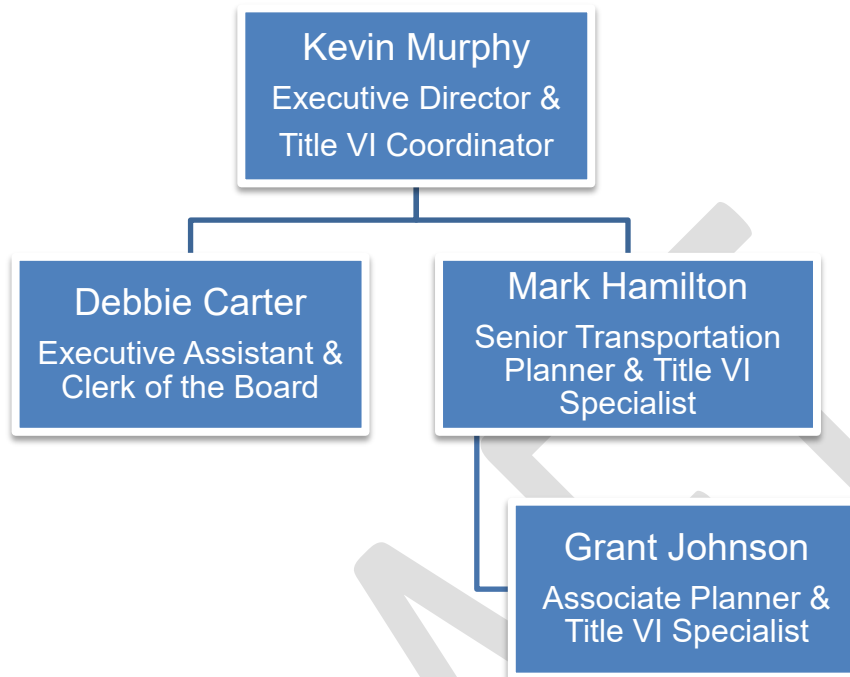 Kevin Murphy
Executive Director &
Title VI Coordinator
Debbie Carter
Executive Assistant &
Clerk of the Board
Mark Hamilton
Senior Transportation
Planner & Title VI
Specialist
Grant Johnson
Associate Planner &
Title VI Specialist